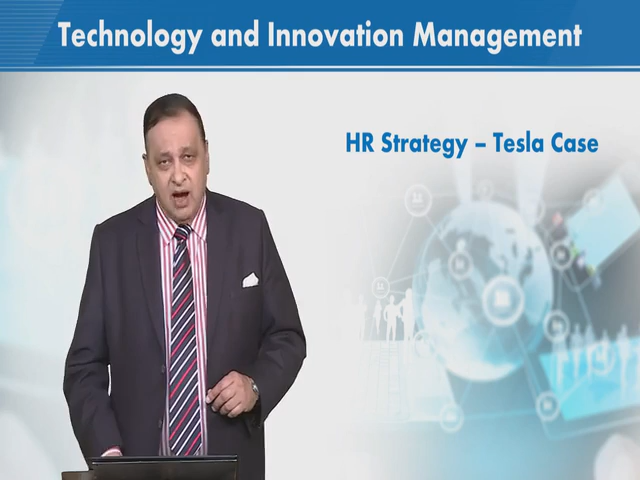 Technology and Innovation Management
HR Strategy – Tesla Case